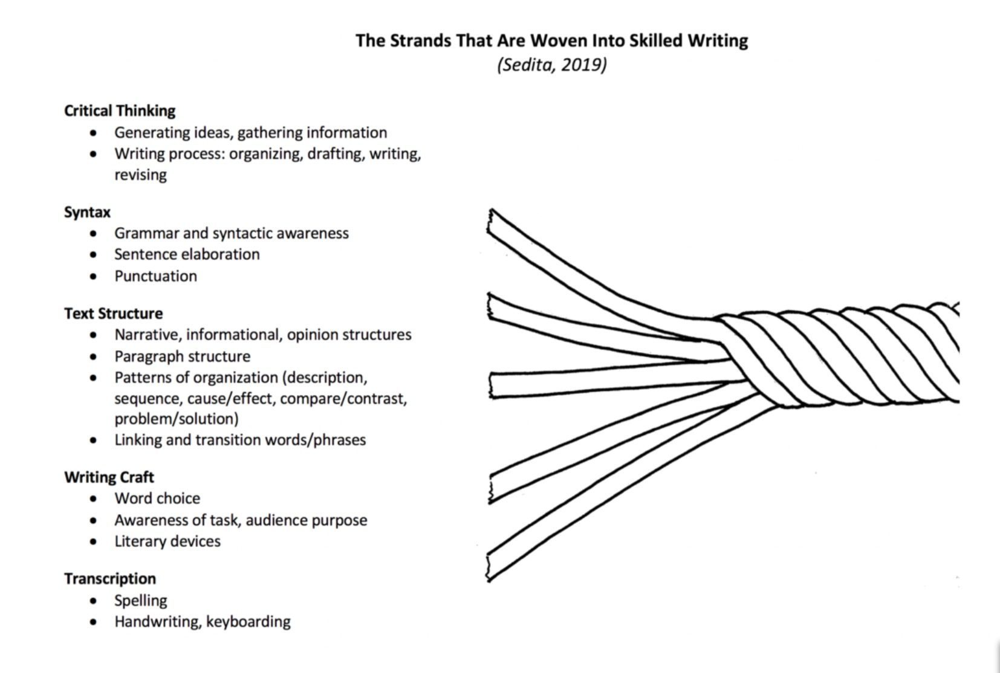 The Strands That Are Woven Into Skilled Writing
(Sedita, 2019)
Critical Thinking
• Generating ideas, gathering information
• Writing process: organizing, drafting, writing,
revising
Syntax
• Grammar and syntactic awareness
• Sentence elaboration
• Punctuation
Text Structure
• Narrative, informational, opinion structures
• Paragraph structure
• Patterns of organization (description,
sequence, cause/effect, compare/contrast,
problem/solution)
• Linking and transition words/phrases
Writing Craft
• Word choice
• Awareness of task, audience purpose
• Literary devices
Transcription
• Spelling
• Handwriting, keyboarding